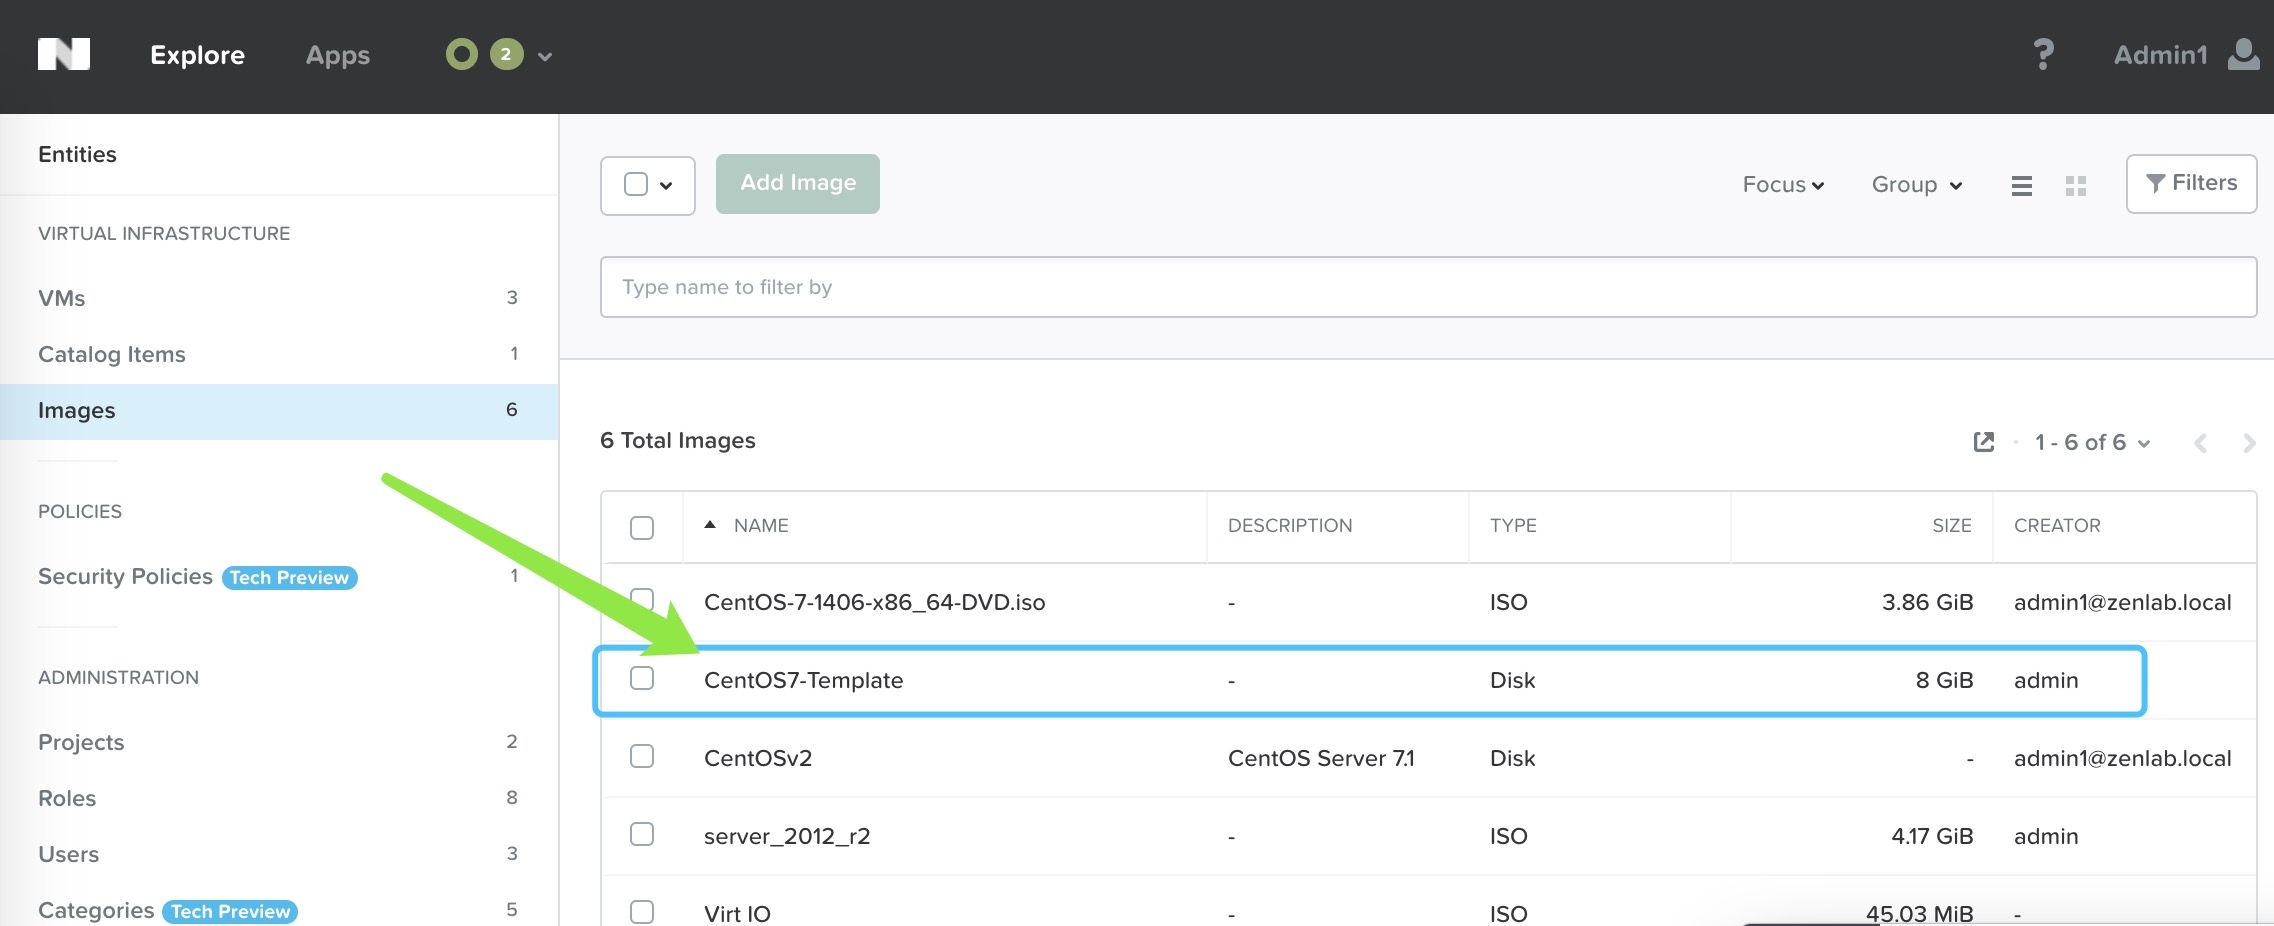 Explore Apps 2 ? Admin1
Entities
VIRTUAL INFRASTRUCTURE
VMs 3
Catalog Items 1
Images 6
POLICIES
Security Policies Tech Preview 1
ADMINISTRATION
Projects 2
Roles 8
Users 3
Categories Tech Preview 5
Add Image Focus Group Filters
Type name to filter by
6 Total Images 1 - 6 of 6
NAME DESCRIPTION TYPE SIZE CREATOR
CentOS-7-1406-x86_64-DVD.iso - ISO 3.86 GiB admin1@zenlab.local
CentOS7-Template - Disk 8 GiB admin
CentOSv2 CentOS Server 7.1 Disk - admin1@zenlab.local
server_2012_r2 - ISO 4.17 GiB admin
Virt IO - ISO 45.03 MiB -